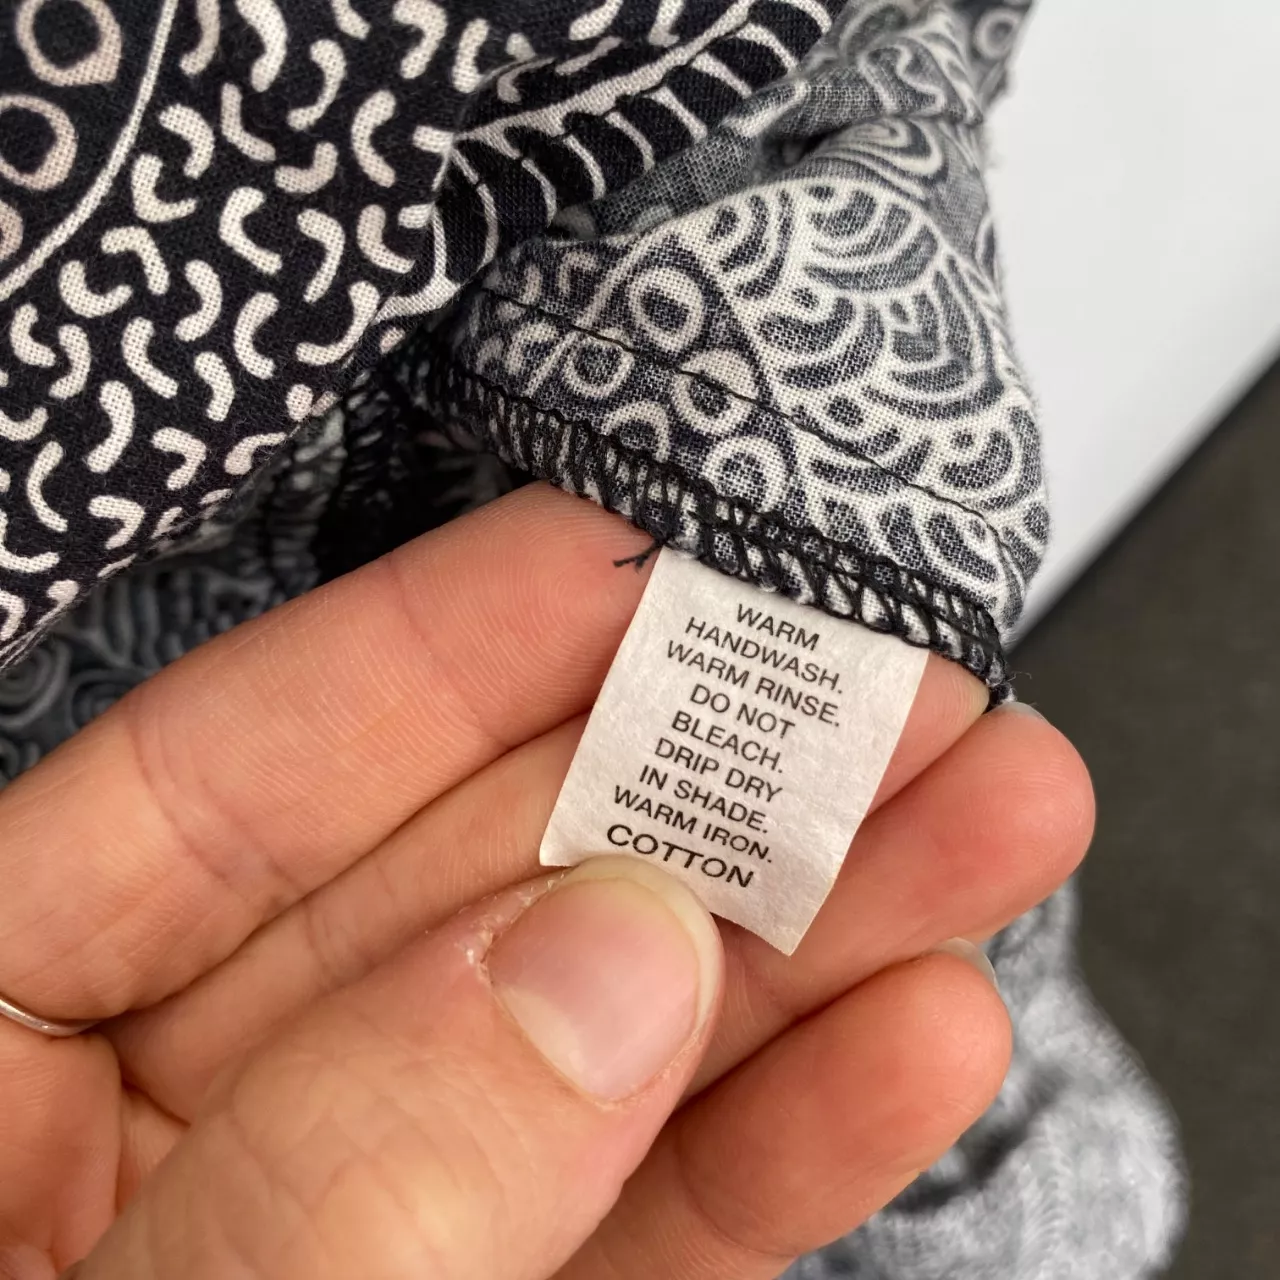 WARM
HANDWASH.
WARM RINSE.
DO NOT
BLEACH.
DRIP DRY
IN SHADE.
WARM IRON.
COTTON